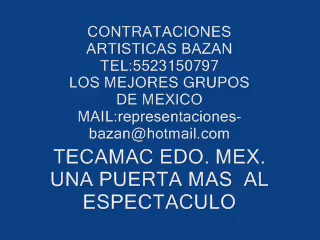 CONTRATACIONES
ARTISTICAS BAZAN
TEL:5523150797
LOS MEJORES GRUPOS
DE MEXICO
MAIL:representaciones-
bazan@hotmail.com
TECAMAC EDO. MEX.
UNA PUERTA MAS  AL
ESPECTACULO